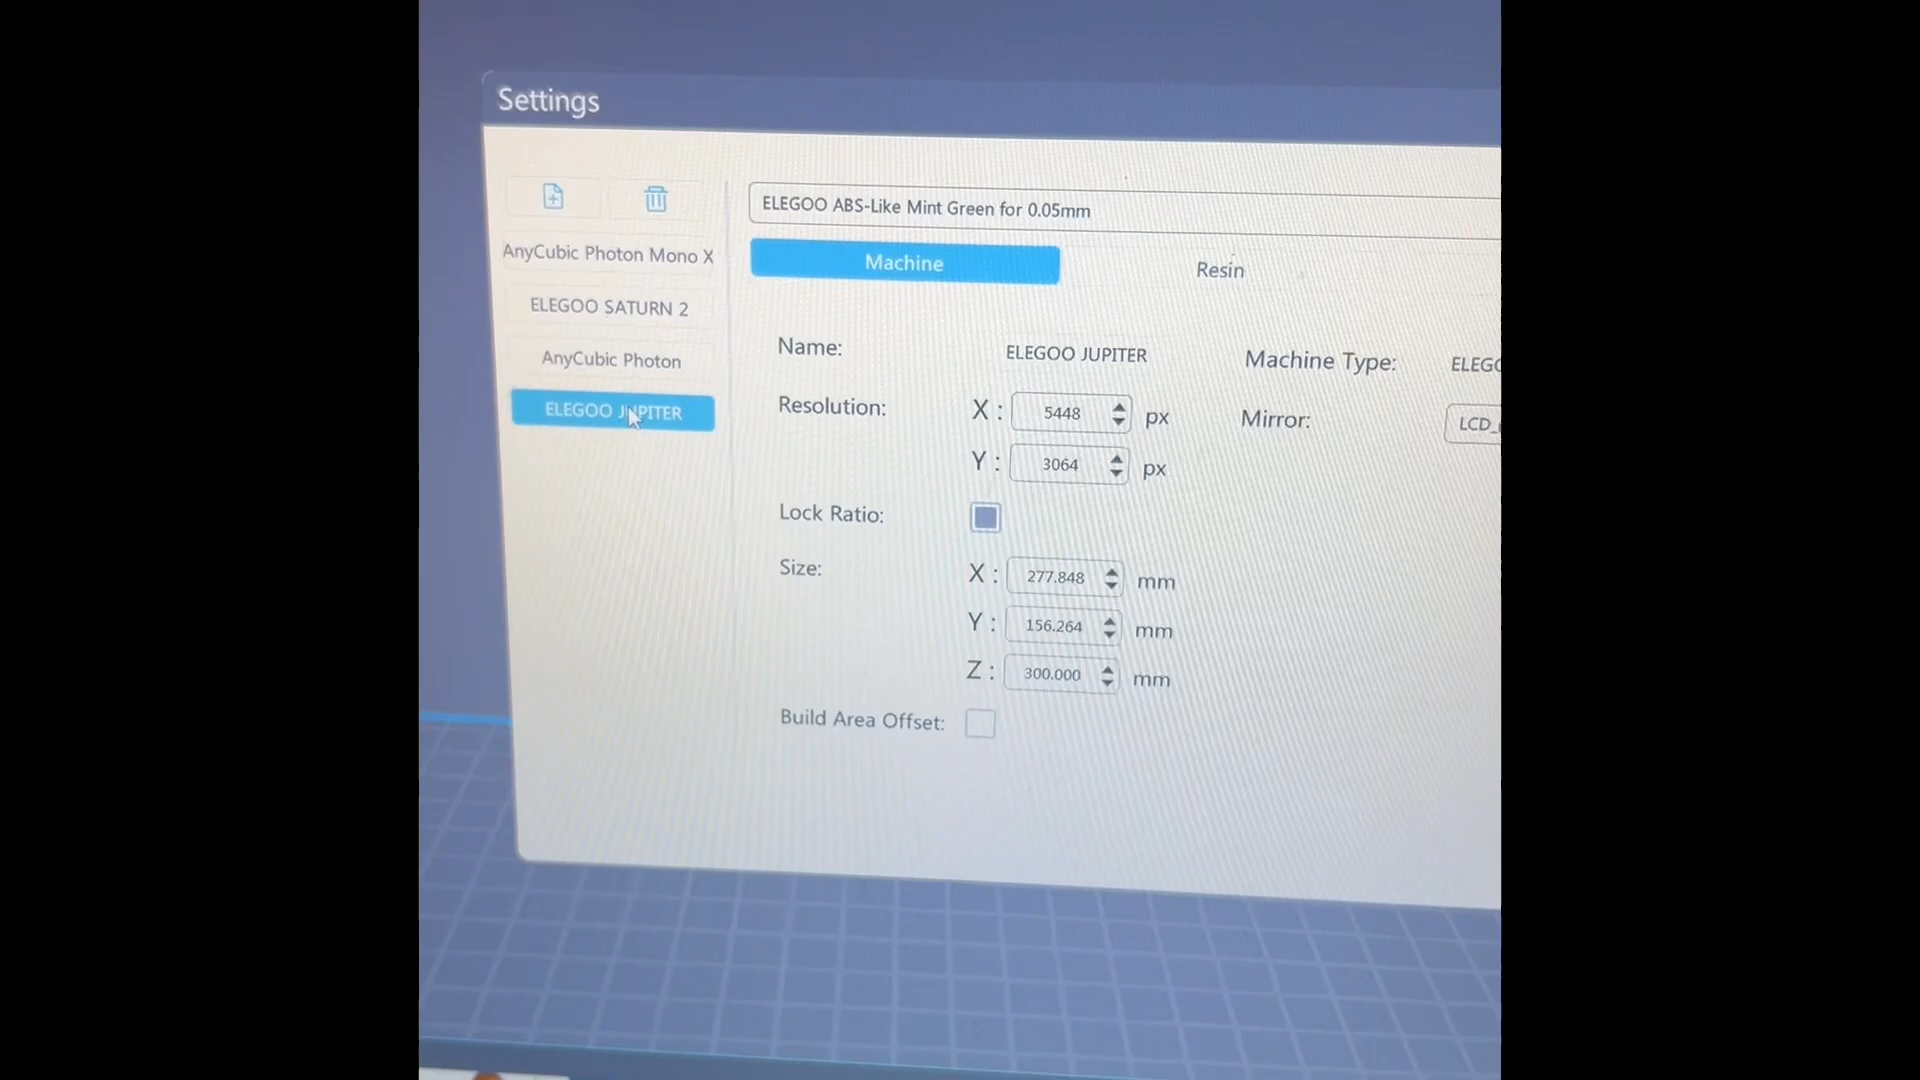 Settings
ELEGOO ABS-Like Mint Green for 0.05mm
AnyCubic Photon Mono X
ELEGOO SATURN 2
AnyCubic Photon
ELEGOO JUPITER
Machine
Resin
Name: ELEGOO JUPITER
Machine Type:
Resolution: X : 5448 px
Mirror:
Y : 3064 px
Lock Ratio:
Size: X : 277.848 mm
Y : 156.264 mm
Z : 300.000 mm
Build Area Offset: